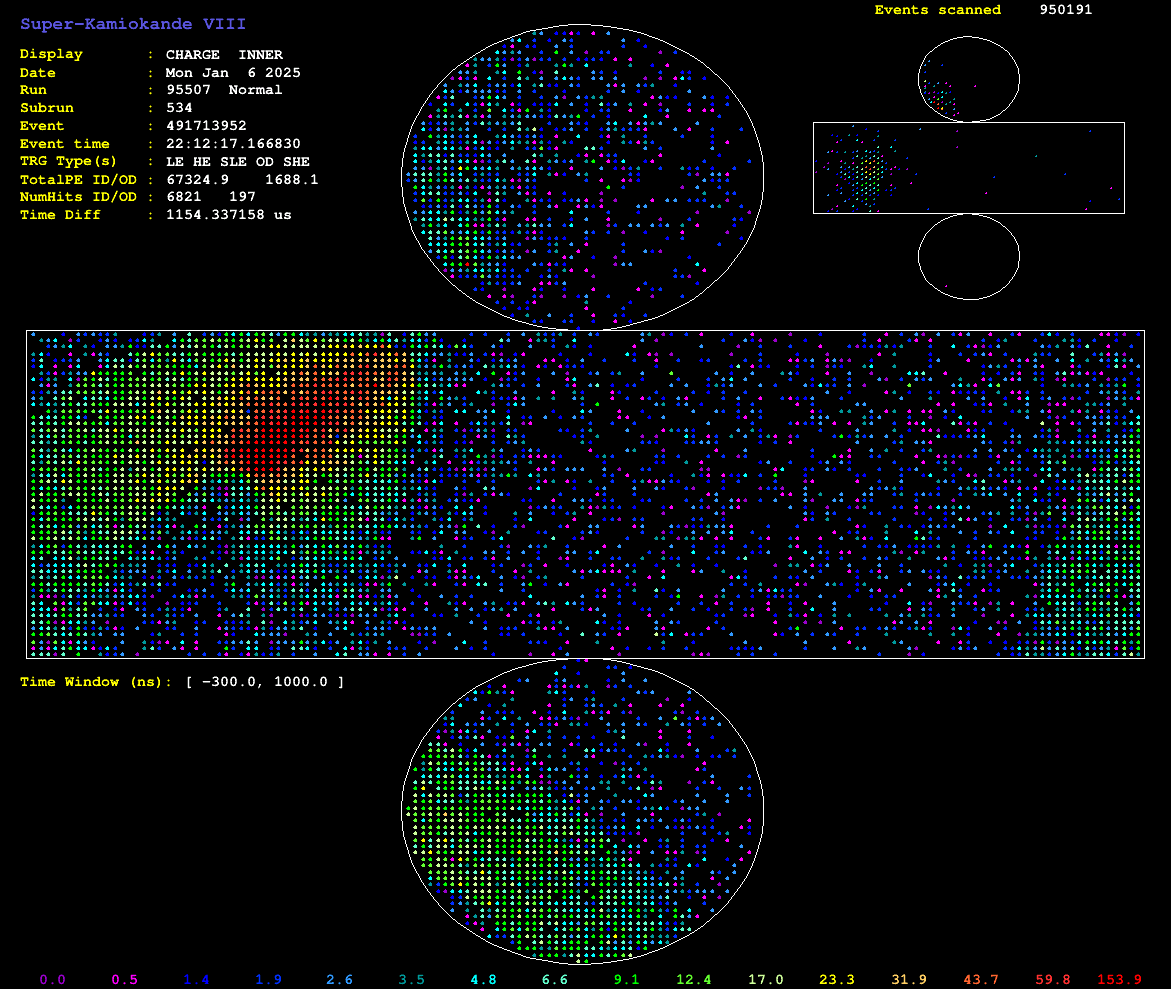 Super-Kamiokande VIII
Events scanned 950191
Display : CHARGE INNER
Date : Mon Jan 6 2025
Run : 95507 Normal
Subrun : 534
Event : 491713952
Event time : 22:12:17.166830
TRG Type(s) : LE HE SLE OD SHE
TotalPE ID/OD : 67324.9 1688.1
NumHits ID/OD : 6821 197
Time Diff : 1154.337158 us
Time Window (ns): [ -300.0, 1000.0 ]
0.0 0.5 1.4 1.9 2.6 3.5 4.8 6.6 9.1 12.4 17.0 23.3 31.9 43.7 59.8 153.9